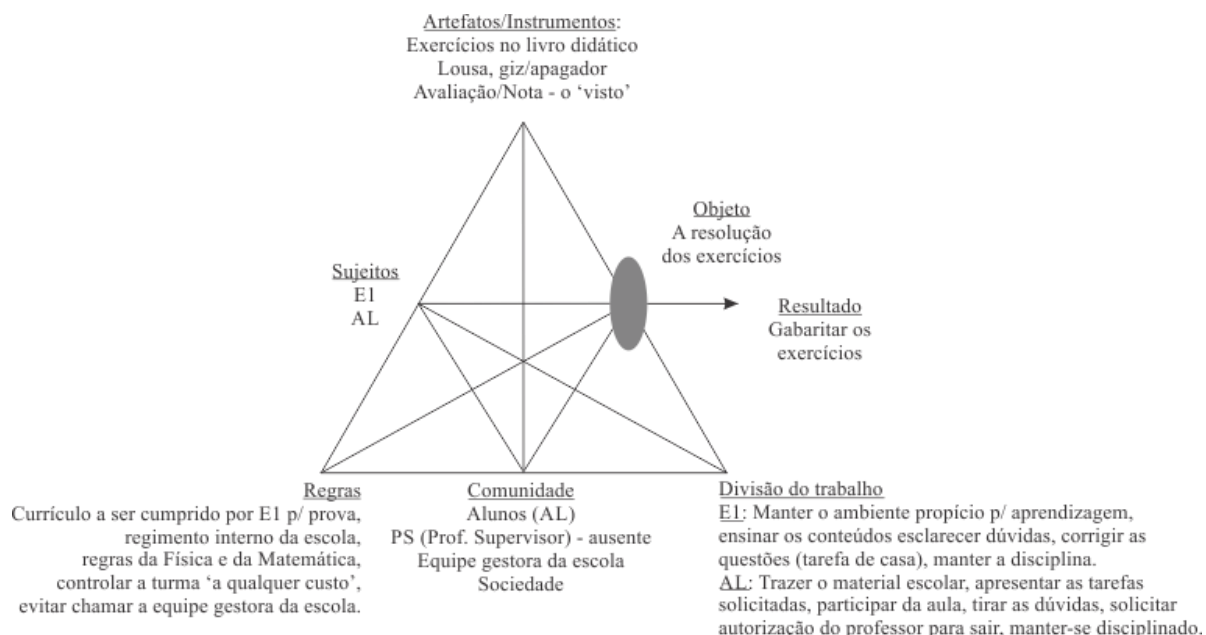 Artefatos/Instrumentos:
Exercícios no livro didático
Lousa, giz/apagador
Avaliação/Nota - o ‘visto’
Objeto
A resolução
dos exercícios
Sujeitos
E1
AL
Resultado
Gabaritar os
exercícios
Regras
Currículo a ser cumprido por E1 p/ prova,
regimento interno da escola,
regras da Física e da Matemática,
controlar a turma ‘a qualquer custo’,
evitar chamar a equipe gestora da escola.
Comunidade
Alunos (AL)
PS (Prof. Supervisor) - ausente
Equipe gestora da escola
Sociedade
Divisão do trabalho
E1: Manter o ambiente propício p/ aprendizagem,
ensinar os conteúdos esclarecer dúvidas, corrigir as
questões (tarefa de casa), manter a disciplina.
AL: Trazer o material escolar, apresentar as tarefas
solicitadas, participar da aula, tirar as dúvidas, solicitar
autorização do professor para sair, manter-se disciplinado.